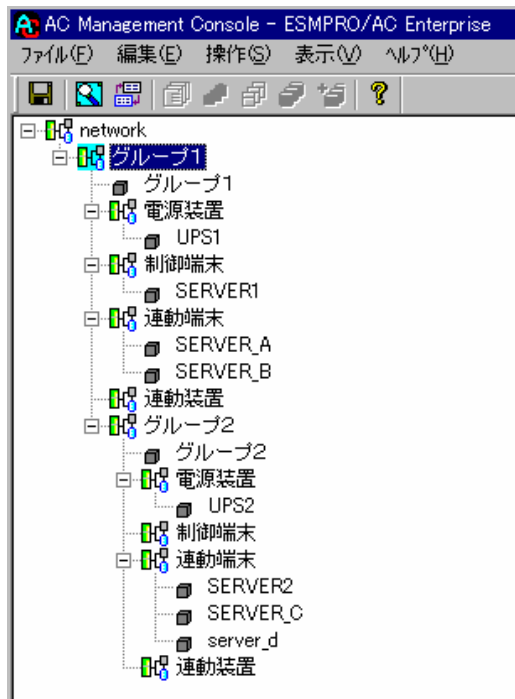 AC Management Console - ESMPRO/AC Enterprise
ファイル(F) 編集(E) 操作(S) 表示(V) ヘルプ(H)
network
グループ1
グループ1
電源装置
UPS1
制御端末
SERVER1
連動端末
SERVER_A
SERVER_B
連動装置
グループ2
グループ2
電源装置
UPS2
制御端末
連動端末
SERVER2
SERVER_C
server_d
連動装置